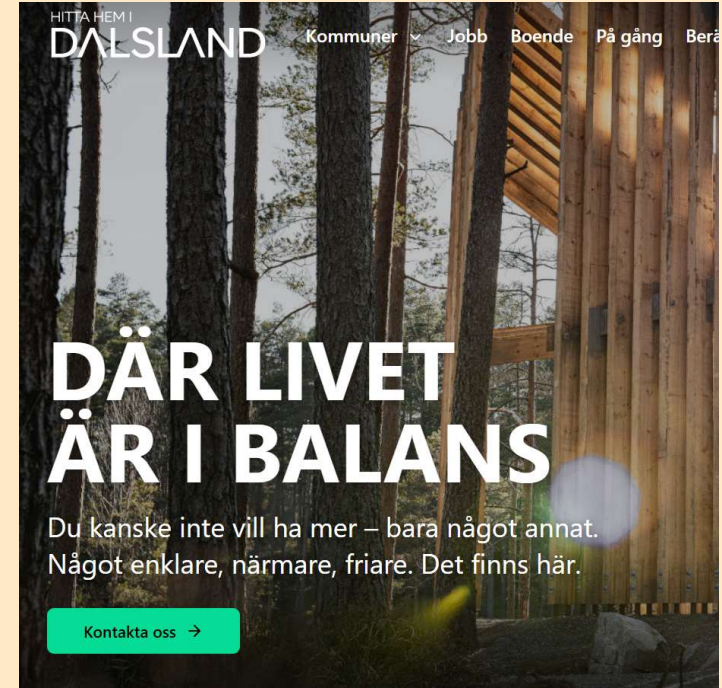 HITTA HEM I
DALSLAND
Kommuner
Jobb
Boende
På gång
DÄR LIVET
ÄR I BALANS
Du kanske inte vill ha mer – bara något annat.
Något enklare, närmare, friare. Det finns här.
Kontakta oss →